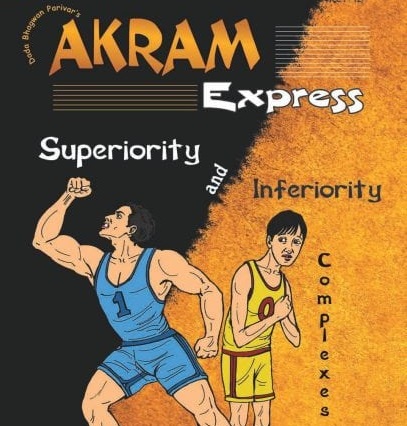 Dada Bhagwan Parivar's
AKRAM
Express
Superiority
and
Inferiority
Complexes
1
0